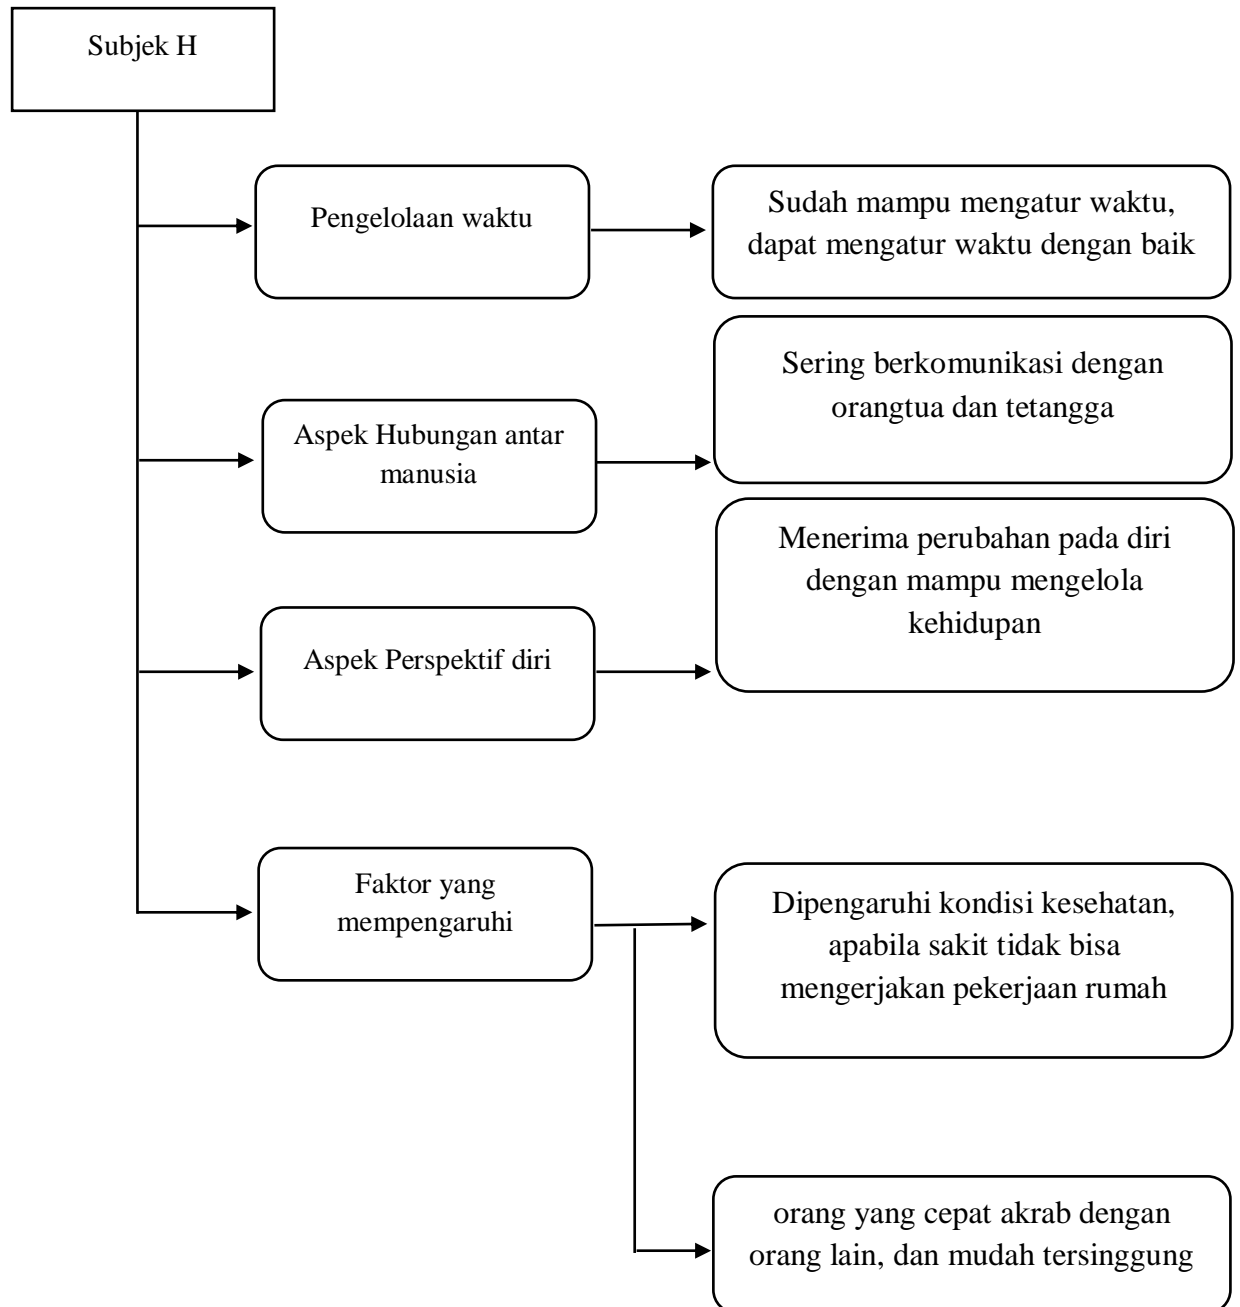 Subjek H
Pengelolaan waktu
Sudah mampu mengatur waktu,
dapat mengatur waktu dengan baik
Aspek Hubungan antar
manusia
Sering berkomunikasi dengan
orangtua dan tetangga
Aspek Perspektif diri
Menerima perubahan pada diri
dengan mampu mengelola
kehidupan
Faktor yang
mempengaruhi
Dipengaruhi kondisi kesehatan,
apabila sakit tidak bisa
mengerjakan pekerjaan rumah
orang yang cepat akrab dengan
orang lain, dan mudah tersinggung